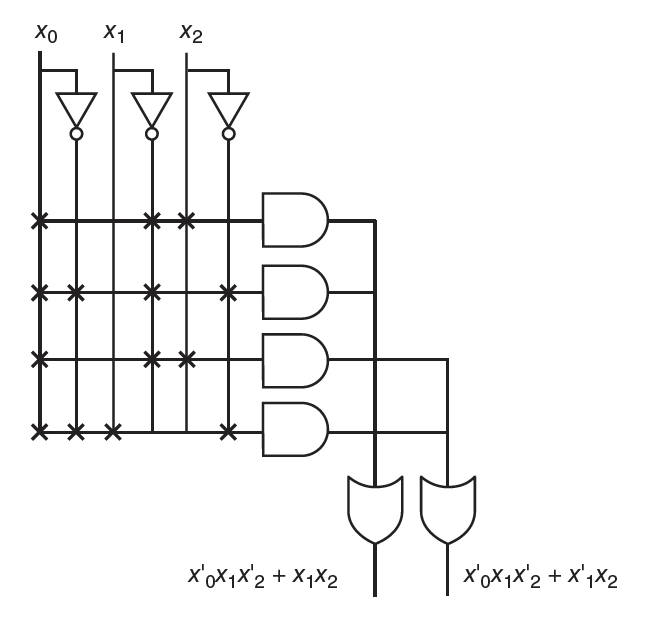 x₀ x₁ x₂
x'₀x₁x'₂ + x₁x₂ x'₀x₁x'₂ + x'₁x₂